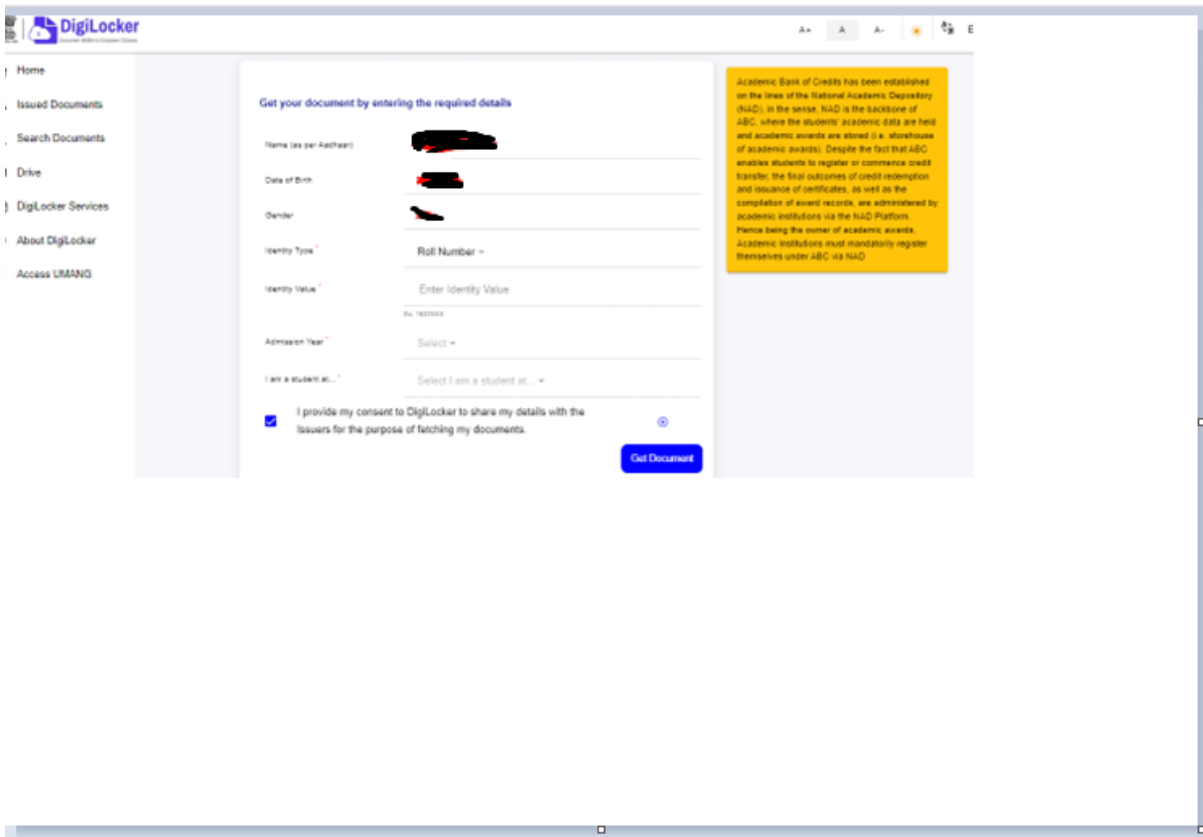 DigiLocker
A+ A A- E
Home
Issued Documents
Search Documents
Drive
DigiLocker Services
About DigiLocker
Access UMANG
Get your document by entering the required details
Name (as per Aadhaar)
Date of Birth
Gender
Identity Type * Roll Number
Identity Value * Enter Identity Value
Admission Year * Select
I am a student at... * Select I am a student at...
I provide my consent to DigiLocker to share my details with the
Issuers for the purpose of fetching my documents.
Get Document
Academic Bank of Credits has been established
on the lines of the National Academic Depository
(NAD), in the sense, NAD is the backbone of
ABC, where the students' academic data are held
and academic awards are stored (i.e. storehouse
of academic awards). Despite the fact that ABC
enables students to register or commence credit
transfer, the final outcomes of credit redemption
and issuance of certificates, as well as the
compilation of award records, are administered by
academic institutions via the NAD Platform.
Hence being the owner of academic awards,
Academic Institutions must mandatorily register
themselves under ABC via NAD